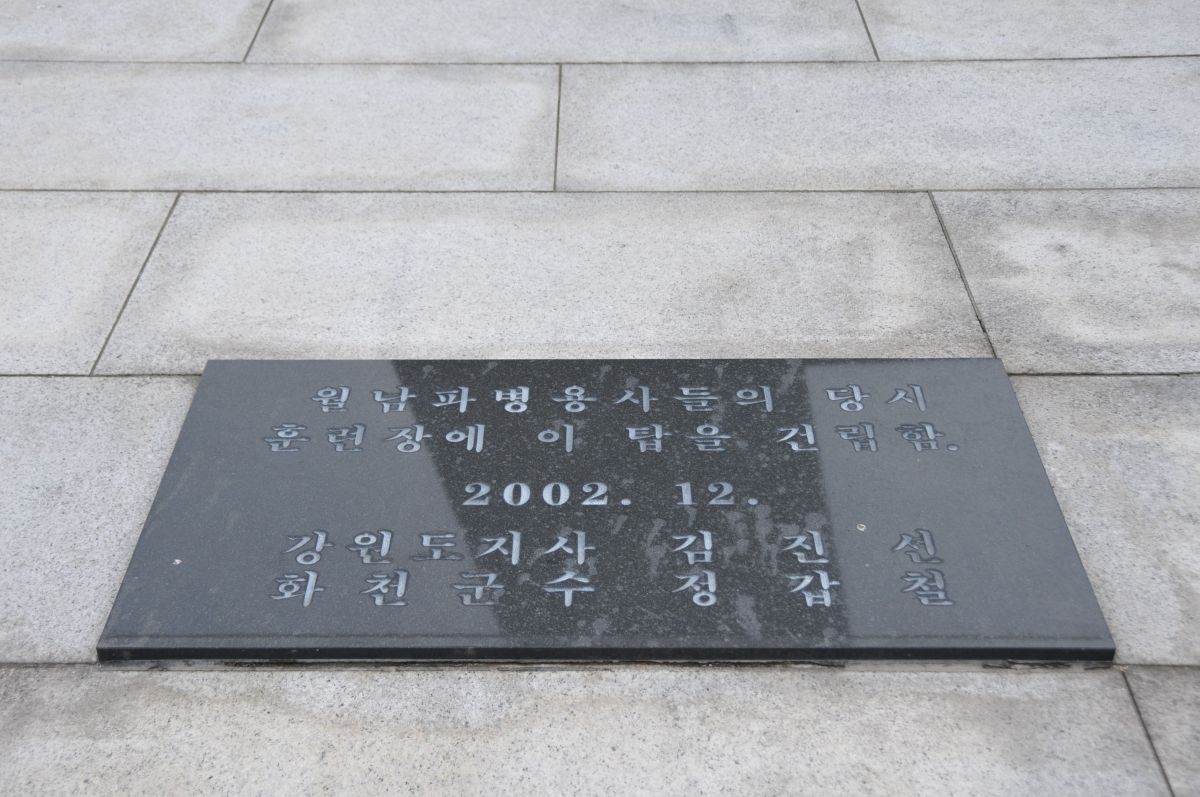 월남파병용사들의 당시
훈련장에 이 탑을 건립함.
2002. 12.
강원도지사 김진선
화천군수 정갑철